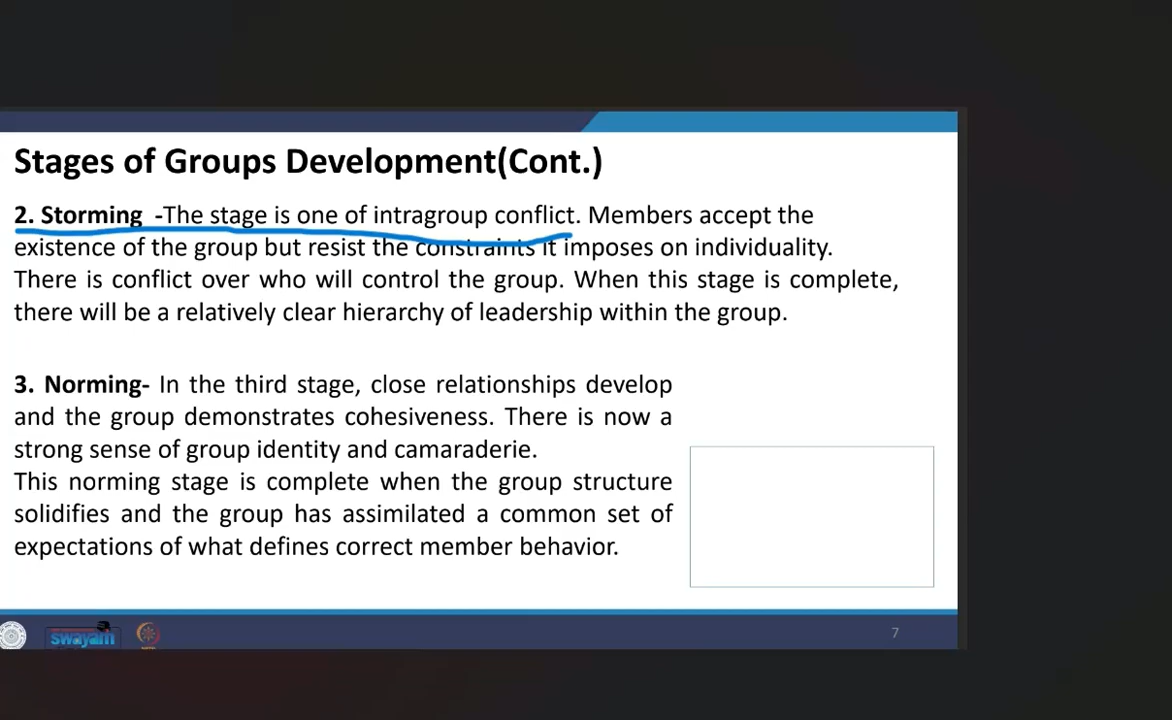 Stages of Groups Development(Cont.)
2. Storming -The stage is one of intragroup conflict. Members accept the
existence of the group but resist the constraints it imposes on individuality.
There is conflict over who will control the group. When this stage is complete,
there will be a relatively clear hierarchy of leadership within the group.
3. Norming- In the third stage, close relationships develop
and the group demonstrates cohesiveness. There is now a
strong sense of group identity and camaraderie.
This norming stage is complete when the group structure
solidifies and the group has assimilated a common set of
expectations of what defines correct member behavior.
swayam
7